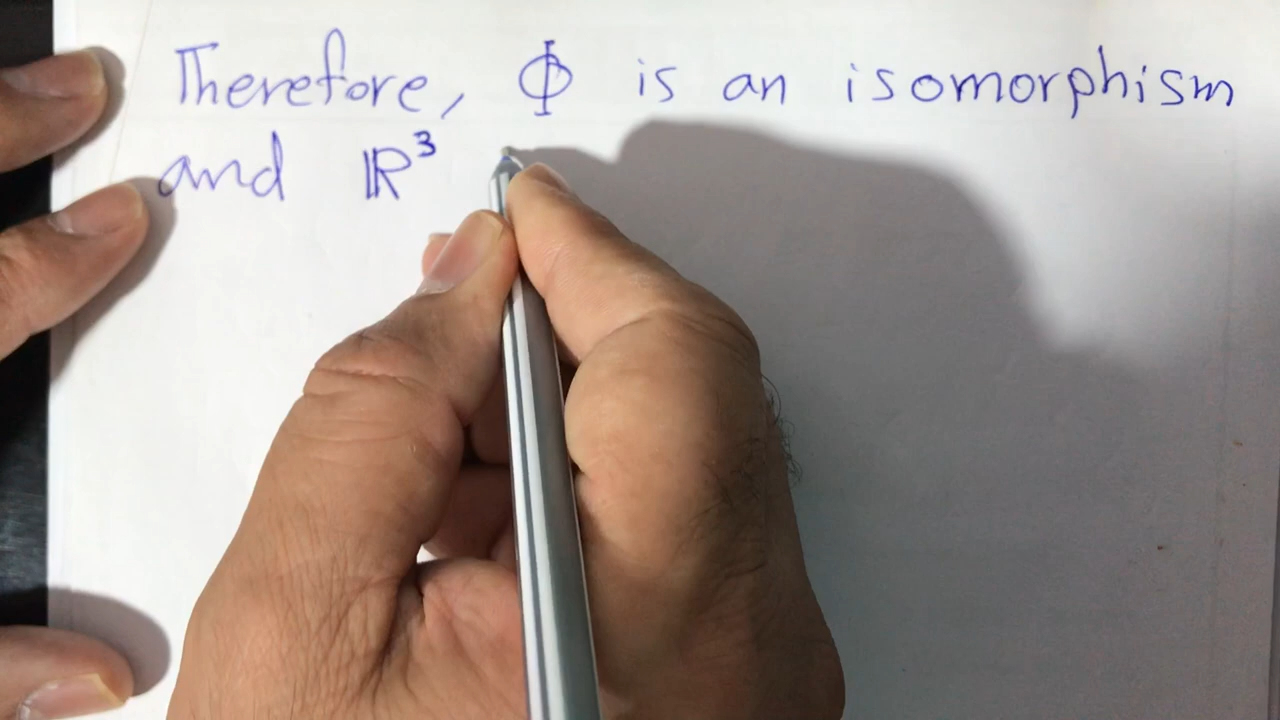 Therefore, Φ is an isomorphism
and ℝ³